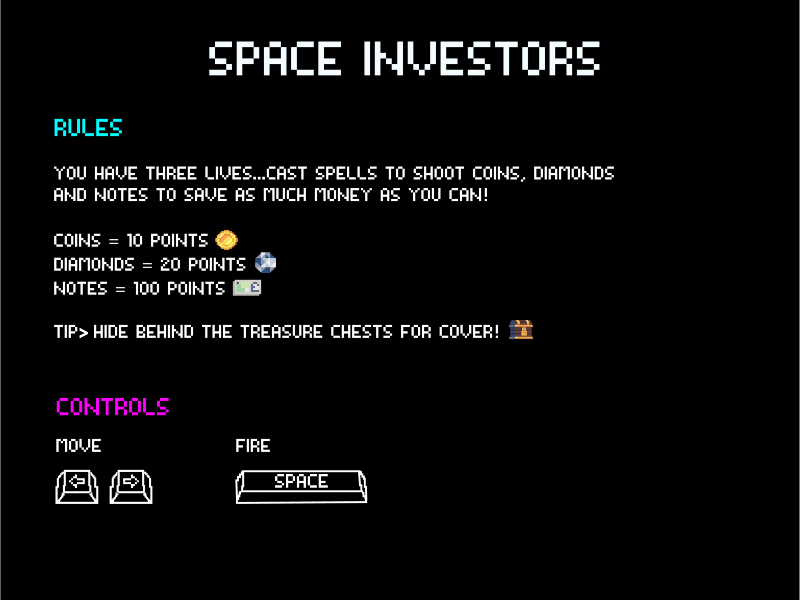 SPACE INVESTORS
RULES
YOU HAVE THREE LIVES...CAST SPELLS TO SHOOT COINS, DIAMONDS
AND NOTES TO SAVE AS MUCH MONEY AS YOU CAN!
COINS = 10 POINTS
DIAMONDS = 20 POINTS
NOTES = 100 POINTS
TIP> HIDE BEHIND THE TREASURE CHESTS FOR COVER!
CONTROLS
MOVE FIRE
SPACE